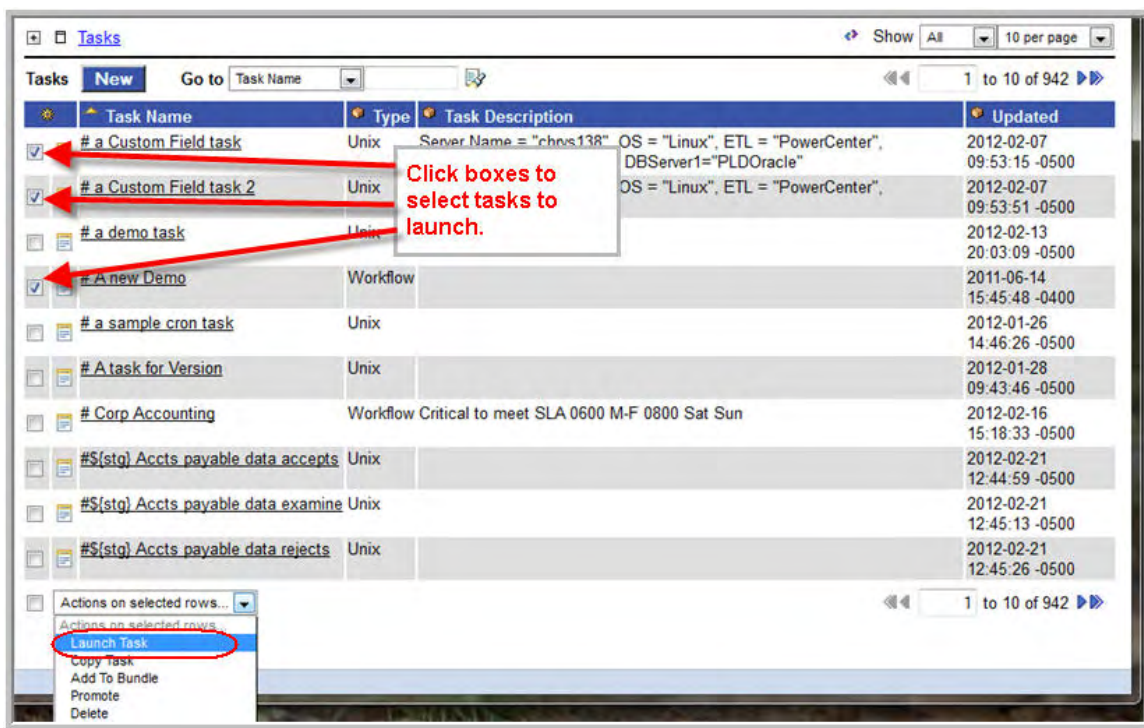 Tasks Show All 10 per page
Tasks New Go to Task Name 1 to 10 of 942
Task Name Type Task Description Updated
# a Custom Field task Unix Server Name = "chrys138" OS = "Linux", ETL = "PowerCenter", 2012-02-07
DBServer1="PLDOracle" 09:53:15 -0500
Click boxes to
select tasks to
launch.
# a Custom Field task 2 Unix OS = "Linux", ETL = "PowerCenter", 2012-02-07
09:53:51 -0500
# a demo task Unix 2012-02-13
20:03:09 -0500
# A new Demo Workflow 2011-06-14
15:45:48 -0400
# a sample cron task Unix 2012-01-26
14:46:26 -0500
# A task for Version Unix 2012-01-28
09:43:46 -0500
# Corp Accounting Workflow Critical to meet SLA 0600 M-F 0800 Sat Sun 2012-02-16
15:18:33 -0500
#${stg} Accts payable data accepts Unix 2012-02-21
12:44:59 -0500
#${stg} Accts payable data examine Unix 2012-02-21
12:45:13 -0500
#${stg} Accts payable data rejects Unix 2012-02-21
12:45:26 -0500
Actions on selected rows... 1 to 10 of 942
Actions on selected rows...
Launch Task
Copy Task
Add To Bundle
Promote
Delete